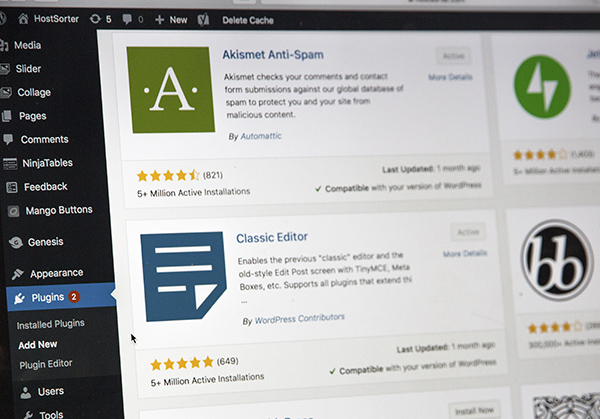 HostSorter 5 0 + New Delete Cache
Media
Slider
Collage
Pages
Comments
NinjaTables
Feedback
Mango Buttons
Genesis
Appearance
Plugins 2
Installed Plugins
Add New
Plugin Editor
Users
Tools
A
Akismet Anti-Spam
Active
More Details
Akismet checks your comments and contact
form submissions against our global database of
spam to protect you and your site from
malicious content.
By Automattic
(821)
5+ Million Active Installations
Last Updated: 1 month ago
Compatible with your version of WordPress
Classic Editor
Active
More Details
Enables the previous "classic" editor and the
old-style Edit Post screen with TinyMCE, Meta
Boxes, etc. Supports all plugins that extend thi
...
By WordPress Contributors
(649)
5+ Million Active Installations
Last Updated: 1 month ago
Compatible with your version of WordPress
Install Now
5+ Million Active Installations
bb
300,000+ Active Insta